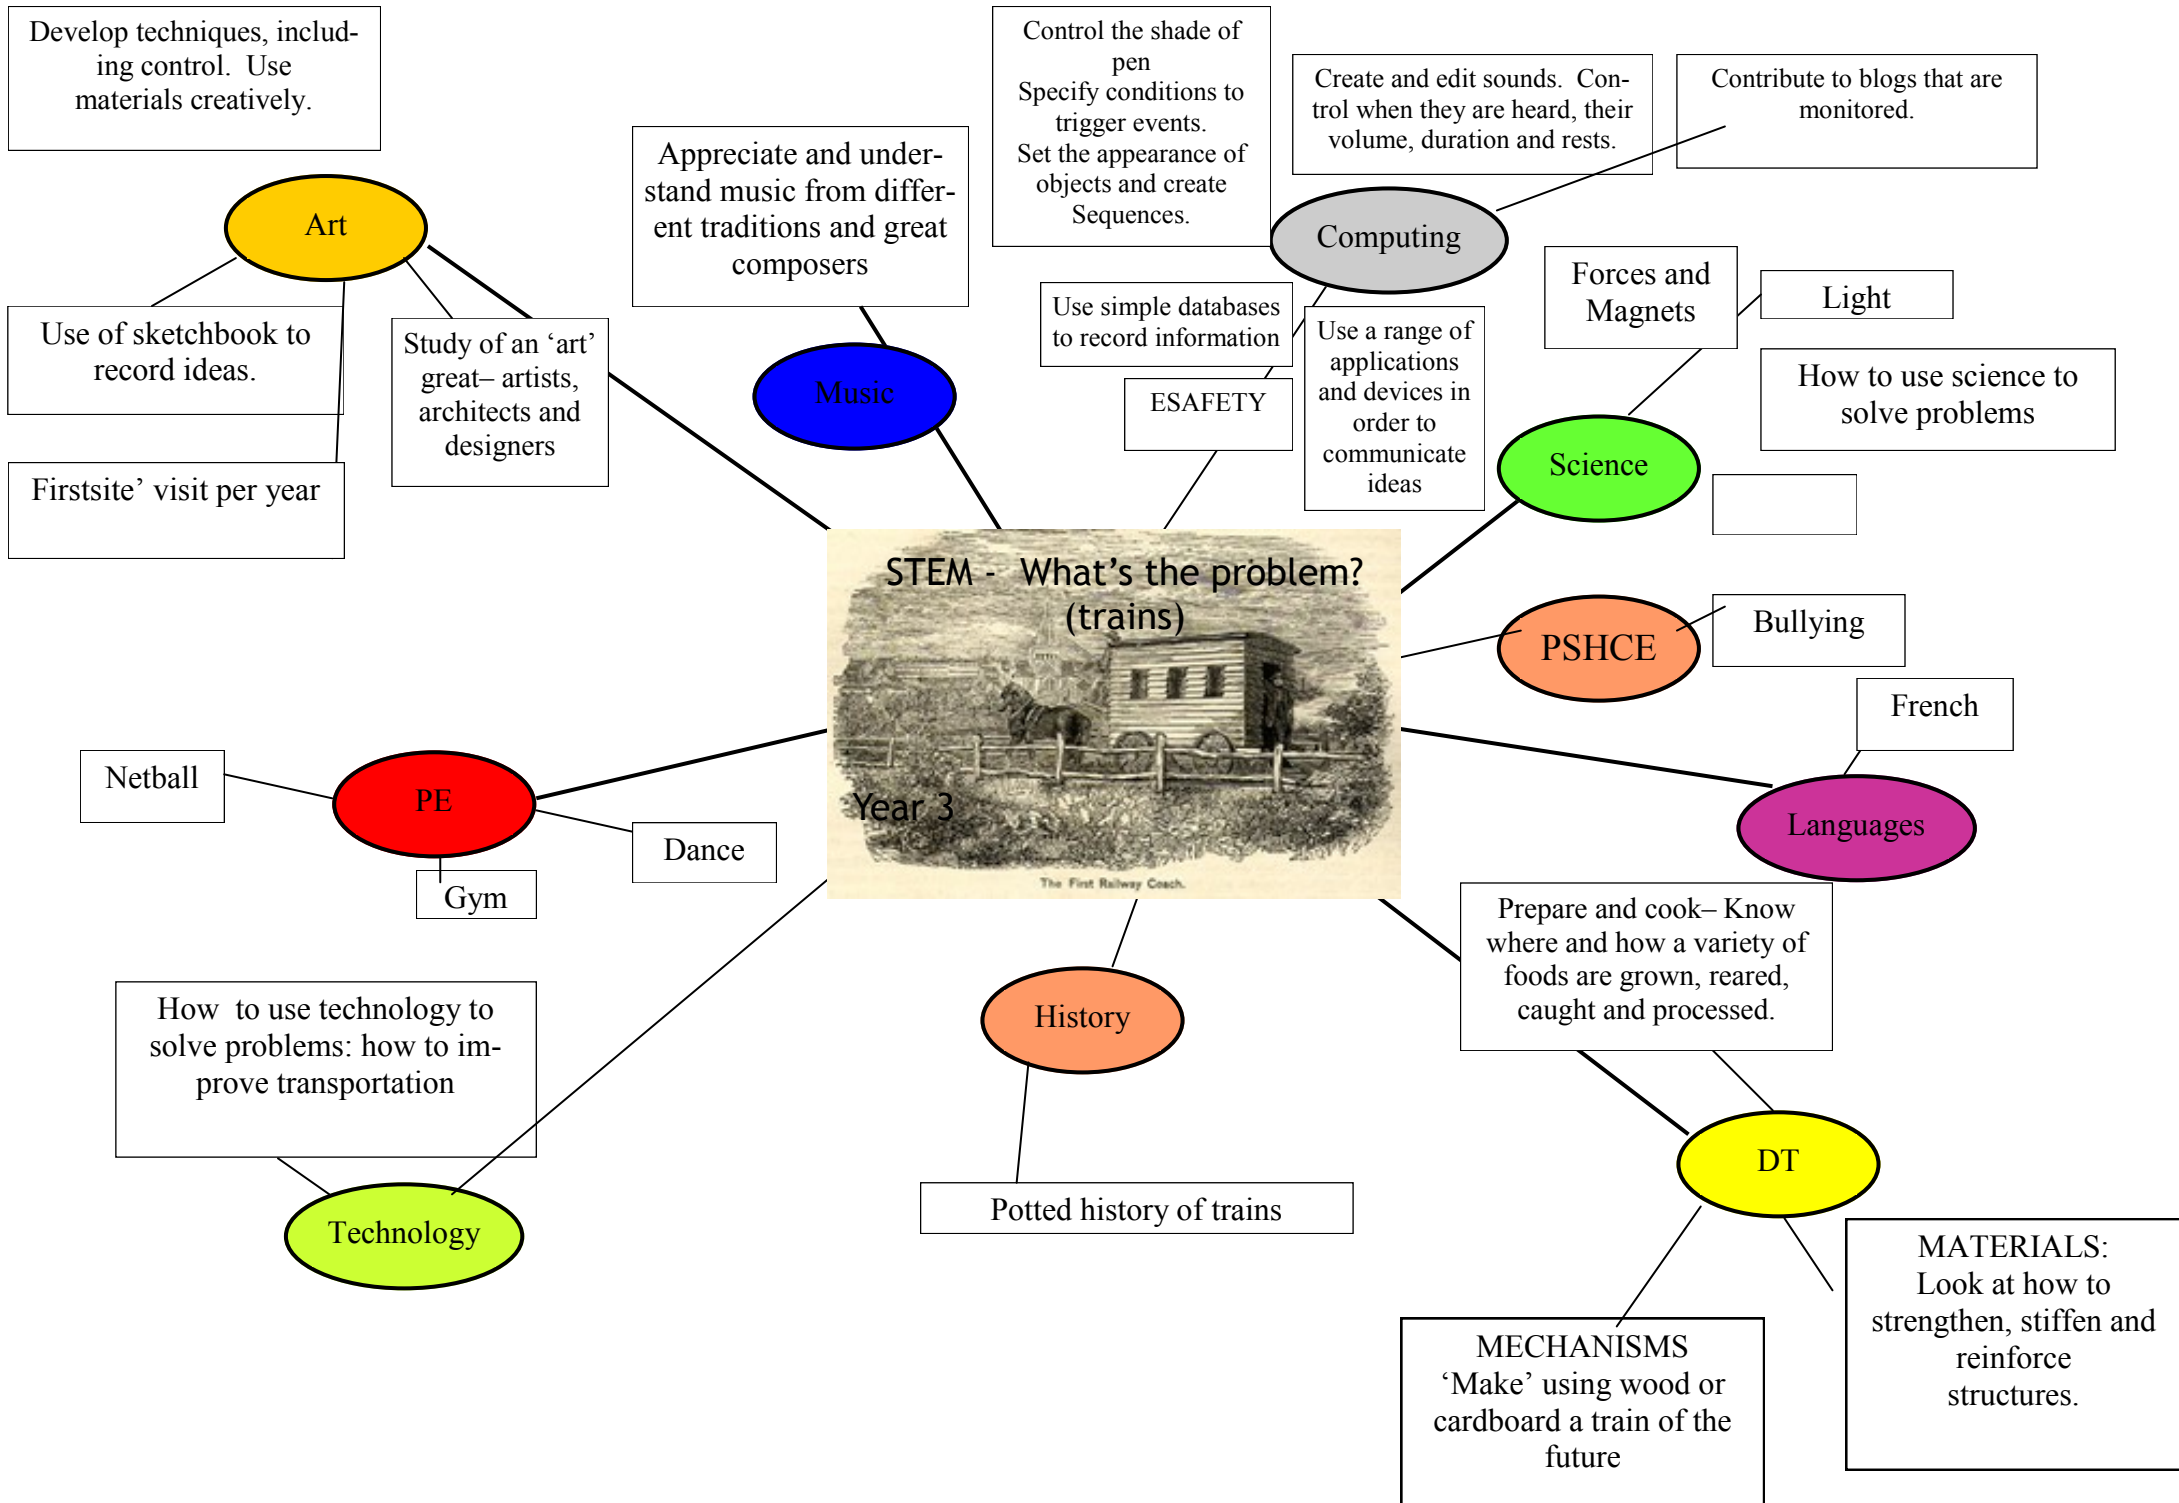 Develop techniques, includ-
ing control.  Use
materials creatively.
Art
Use of sketchbook to
record ideas.
Study of an ‘art’
great– artists,
architects and
designers
Firstsite’ visit per year
Appreciate and under-
stand music from differ-
ent traditions and great
composers
Music
Control the shade of
pen
Specify conditions to
trigger events.
Set the appearance of
objects and create
Sequences.
Create and edit sounds.  Con-
trol when they are heard, their
volume, duration and rests.
Contribute to blogs that are
monitored.
Computing
Use simple databases
to record information
ESAFETY
Use a range of
applications
and devices in
order to
communicate
ideas
Forces and
Magnets
Light
How to use science to
solve problems
Science
STEM -  What’s the problem?
(trains)
Year 3
The First Railway Coach.
PSHCE
Bullying
French
Languages
Netball
PE
Dance
Gym
How  to use technology to
solve problems: how to im-
prove transportation
Technology
History
Potted history of trains
Prepare and cook– Know
where and how a variety of
foods are grown, reared,
caught and processed.
DT
MECHANISMS
‘Make’ using wood or
cardboard a train of the
future
MATERIALS:
Look at how to
strengthen, stiffen and
reinforce
structures.